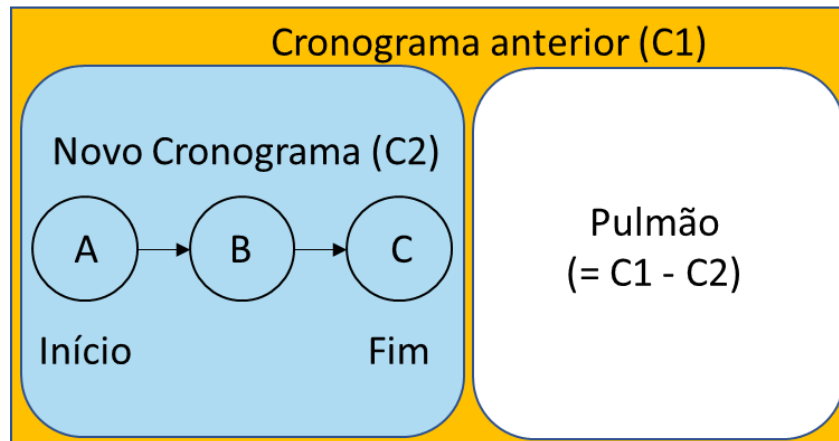 Cronograma anterior (C1)
Novo Cronograma (C2)
A
B
C
Início
Fim
Pulmão
(= C1 - C2)